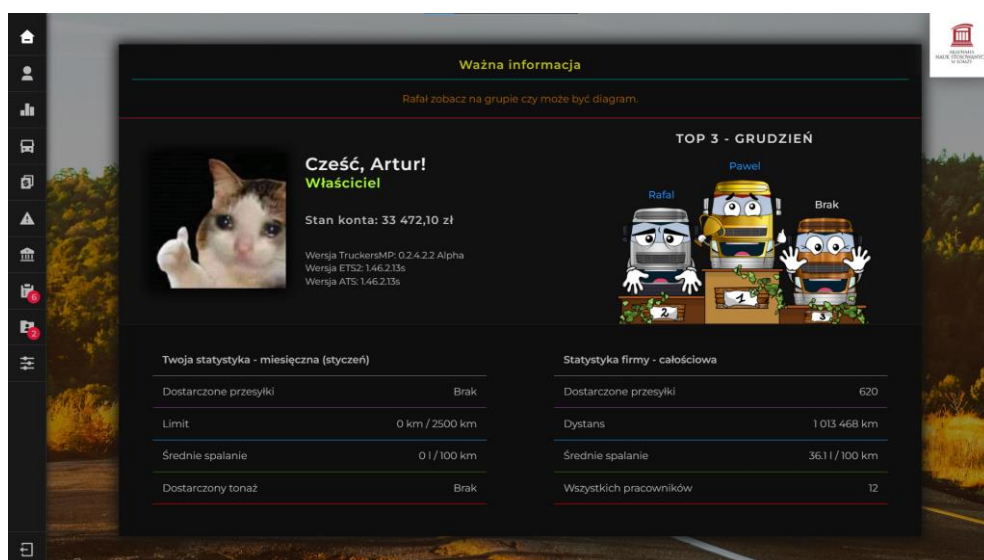 Ważna informacja
Rafał zobacz na grupie czy może być diagram.
Cześć, Artur!
Właściciel
Stan konta: 33 472,10 zł
Wersja TruckersMP: 0.2.4.2.2 Alpha
Wersja ETS2: 1.46.2.13s
Wersja ATS: 1.46.2.13s
TOP 3 - GRUDZIEŃ
Pawel
Rafal
Brak
2
1
3
6
2
Twoja statystyka - miesięczna (styczeń)
Dostarczone przesyłki Brak
Limit 0 km / 2500 km
Średnie spalanie 0 l / 100 km
Dostarczony tonaż Brak
Statystyka firmy - całościowa
Dostarczone przesyłki 620
Dystans 1 013 468 km
Średnie spalanie 36.1 l / 100 km
Wszystkich pracowników 12